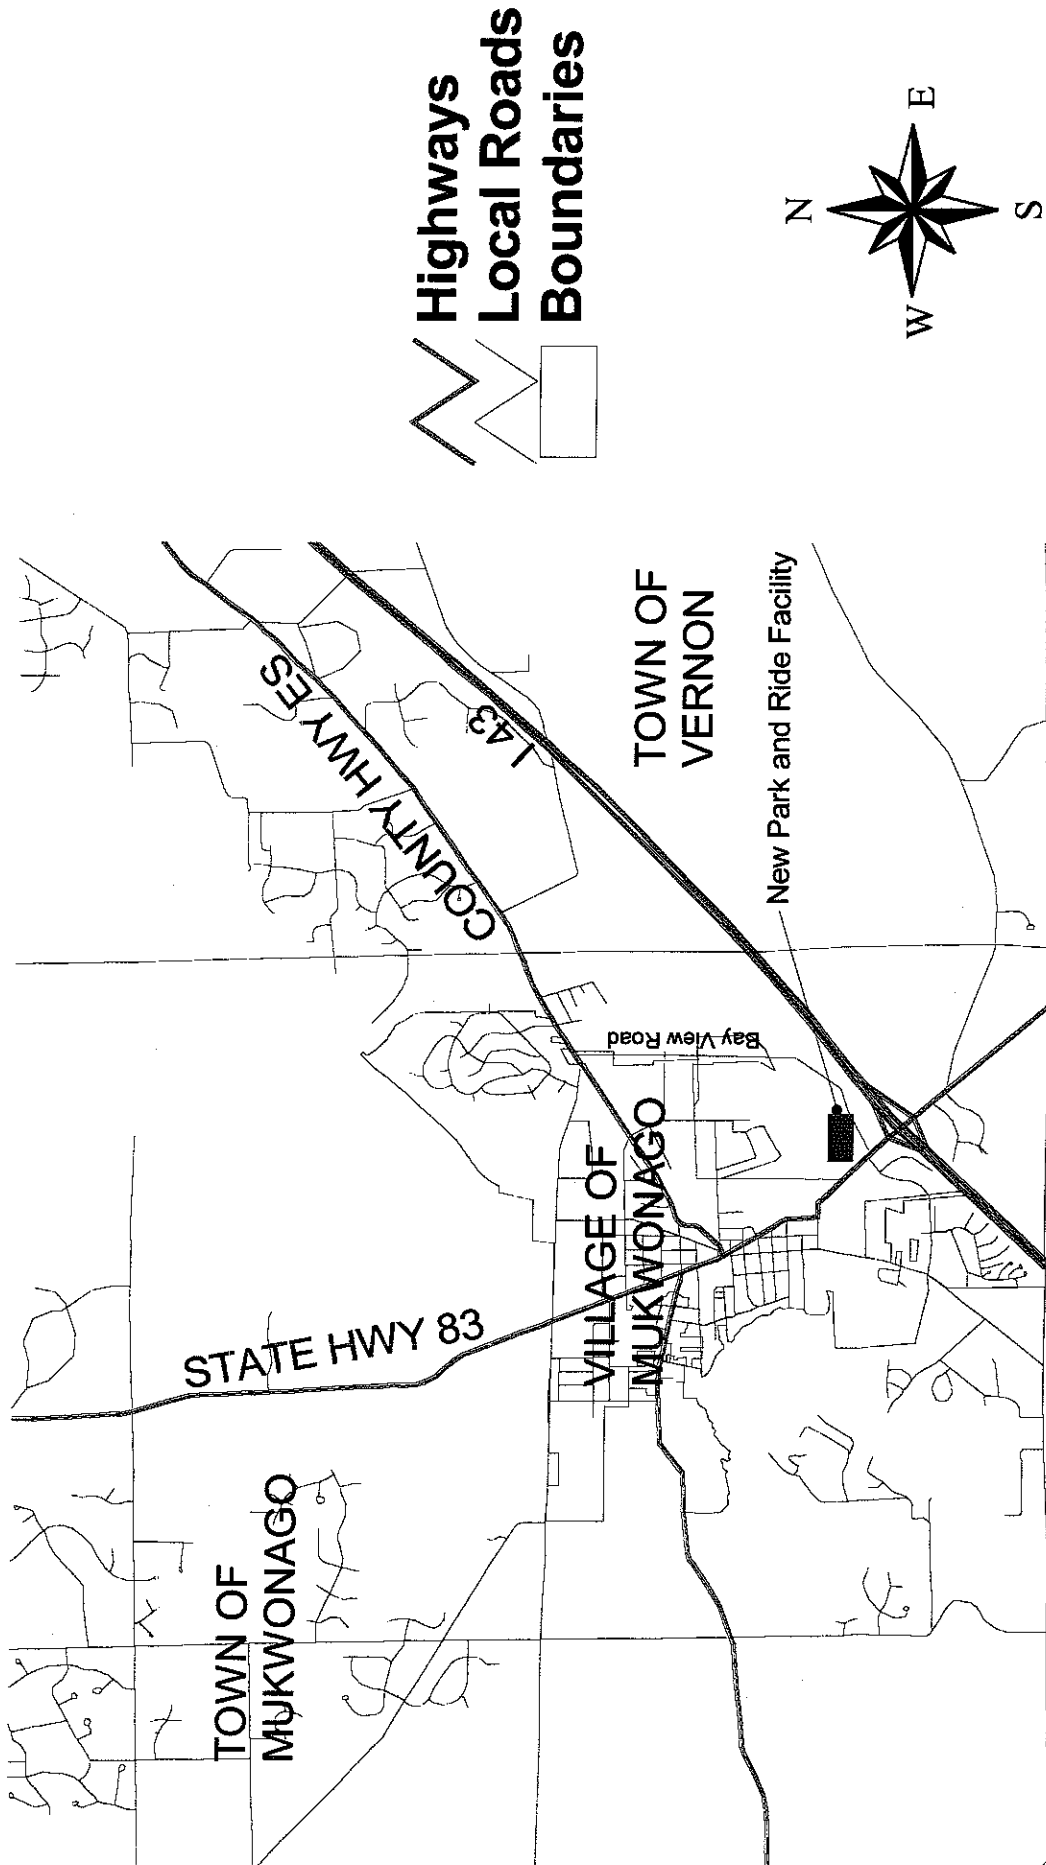 Highways
Local Roads
Boundaries
N
E
S
W
COUNTY HWY ES
I 43
TOWN OF
VERNON
New Park and Ride Facility
Bay View Road
VILLAGE OF
MUKWONAGO
STATE HWY 83
TOWN OF
MUKWONAGO